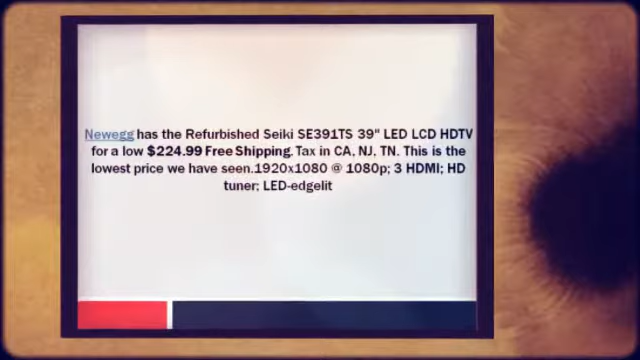 Newegg has the Refurbished Seiki SE391TS 39" LED LCD HDTV
for a low $224.99 Free Shipping. Tax in CA, NJ, TN. This is the
lowest price we have seen.1920x1080 @ 1080p; 3 HDMI; HD
tuner; LED-edgelit